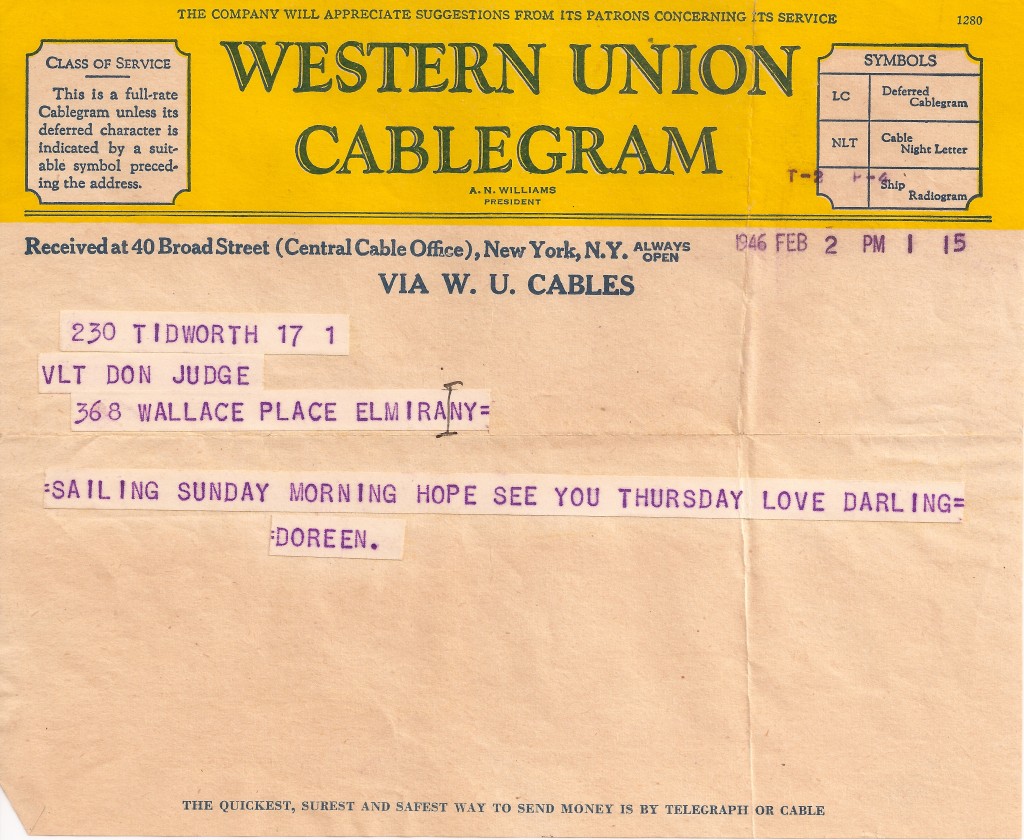 THE COMPANY WILL APPRECIATE SUGGESTIONS FROM ITS PATRONS CONCERNING ITS SERVICE
1280
CLASS OF SERVICE
This is a full-rate
Cablegram unless its
deferred character is
indicated by a suit-
able symbol preced-
ing the address.
WESTERN UNION
CABLEGRAM
A. N. WILLIAMS
PRESIDENT
SYMBOLS
LC Deferred Cablegram
NLT Cable Night Letter
Ship Radiogram
Received at 40 Broad Street (Central Cable Office), New York, N.Y. ALWAYS OPEN
1946 FEB 2 PM 1 15
VIA W. U. CABLES
230 TIDWORTH 17 1
VLT DON JUDGE
368 WALLACE PLACE ELMIRANY=
=SAILING SUNDAY MORNING HOPE SEE YOU THURSDAY LOVE DARLING=
=DOREEN.
THE QUICKEST, SUREST AND SAFEST WAY TO SEND MONEY IS BY TELEGRAPH OR CABLE